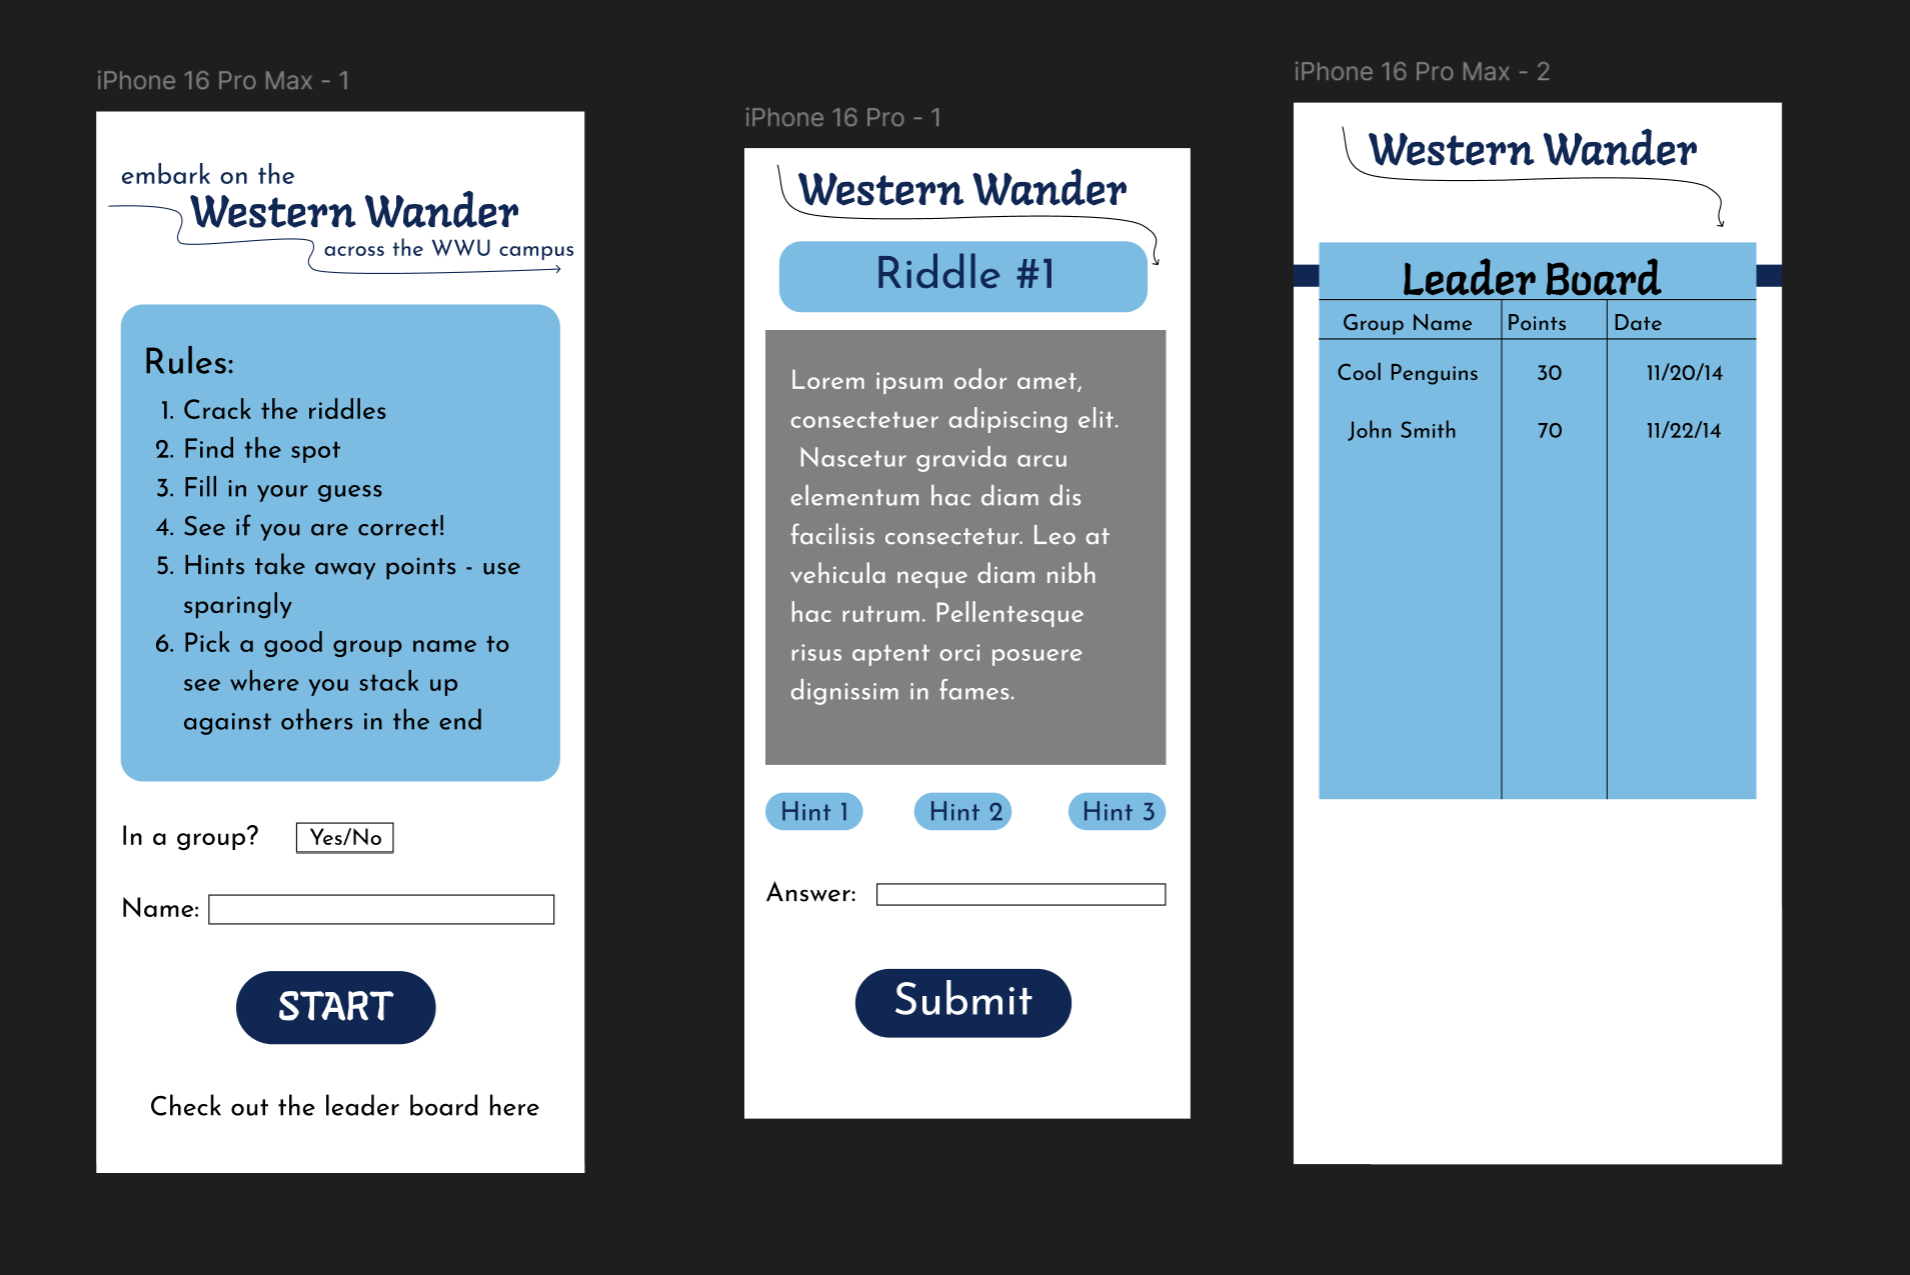 iPhone 16 Pro Max - 1
embark on the
Western Wander
across the WWU campus
Rules:
1. Crack the riddles
2. Find the spot
3. Fill in your guess
4. See if you are correct!
5. Hints take away points - use
sparingly
6. Pick a good group name to
see where you stack up
against others in the end
In a group? Yes/No
Name:
START
Check out the leader board here
iPhone 16 Pro - 1
Western Wander
Riddle #1
Lorem ipsum odor amet,
consectetuer adipiscing elit.
Nascetur gravida arcu
elementum hac diam dis
facilisis consectetur. Leo at
vehicula neque diam nibh
hac rutrum. Pellentesque
risus aptent orci posuere
dignissim in fames.
Hint 1 Hint 2 Hint 3
Answer:
Submit
iPhone 16 Pro Max - 2
Western Wander
Leader Board
Group Name Points Date
Cool Penguins 30 11/20/14
John Smith 70 11/22/14